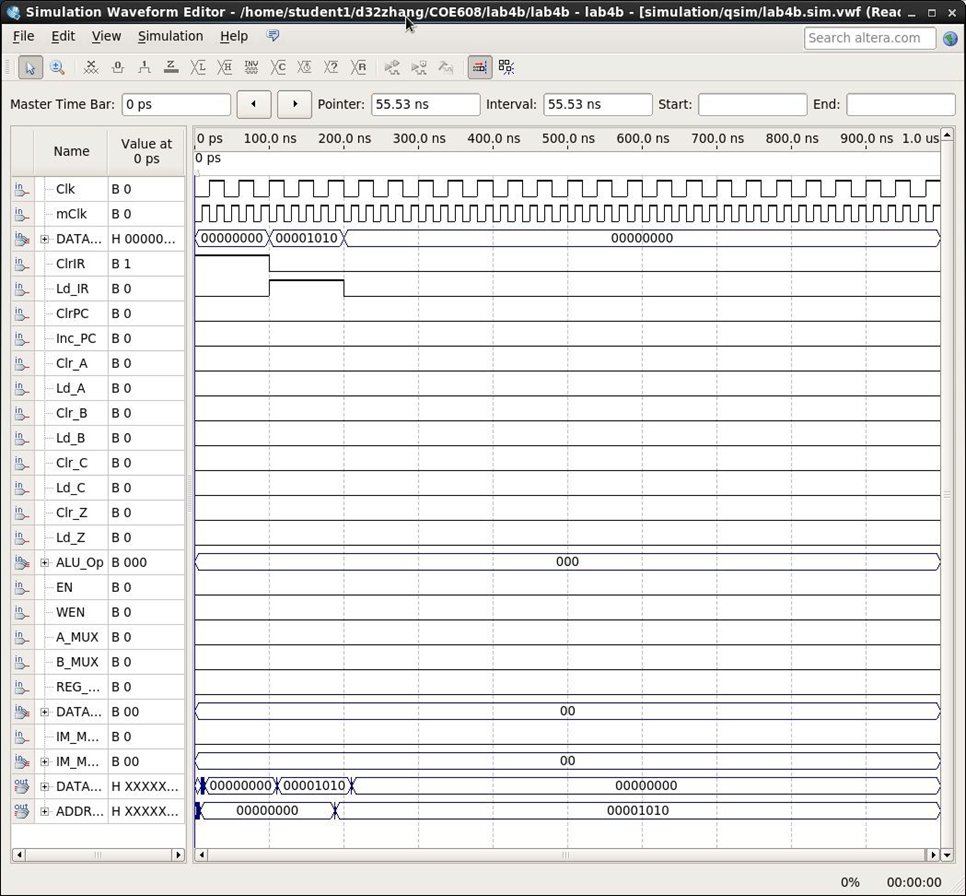 Simulation Waveform Editor - /home/student1/d32zhang/COE608/lab4b/lab4b - lab4b - [simulation/qsim/lab4b.sim.vwf (Reac
File Edit View Simulation Help Search altera.com
Master Time Bar: 0 ps Pointer: 55.53 ns Interval: 55.53 ns Start: End:
Name Value at 0 ps
0 ps 100.0 ns 200.0 ns 300.0 ns 400.0 ns 500.0 ns 600.0 ns 700.0 ns 800.0 ns 900.0 ns 1.0 us
0 ps
Clk B 0
mClk B 0
DATA... H 00000... 00000000 00001010 00000000
ClrIR B 1
Ld_IR B 0
ClrPC B 0
Inc_PC B 0
Clr_A B 0
Ld_A B 0
Clr_B B 0
Ld_B B 0
Clr_C B 0
Ld_C B 0
Clr_Z B 0
Ld_Z B 0
ALU_Op B 000 000
EN B 0
WEN B 0
A_MUX B 0
B_MUX B 0
REG_... B 0
DATA... B 00 00
IM_M... B 0
IM_M... B 00 00
DATA... H XXXXX... 00000000 00001010 00000000
ADDR... H XXXXX... 00000000 00001010
0% 00:00:00